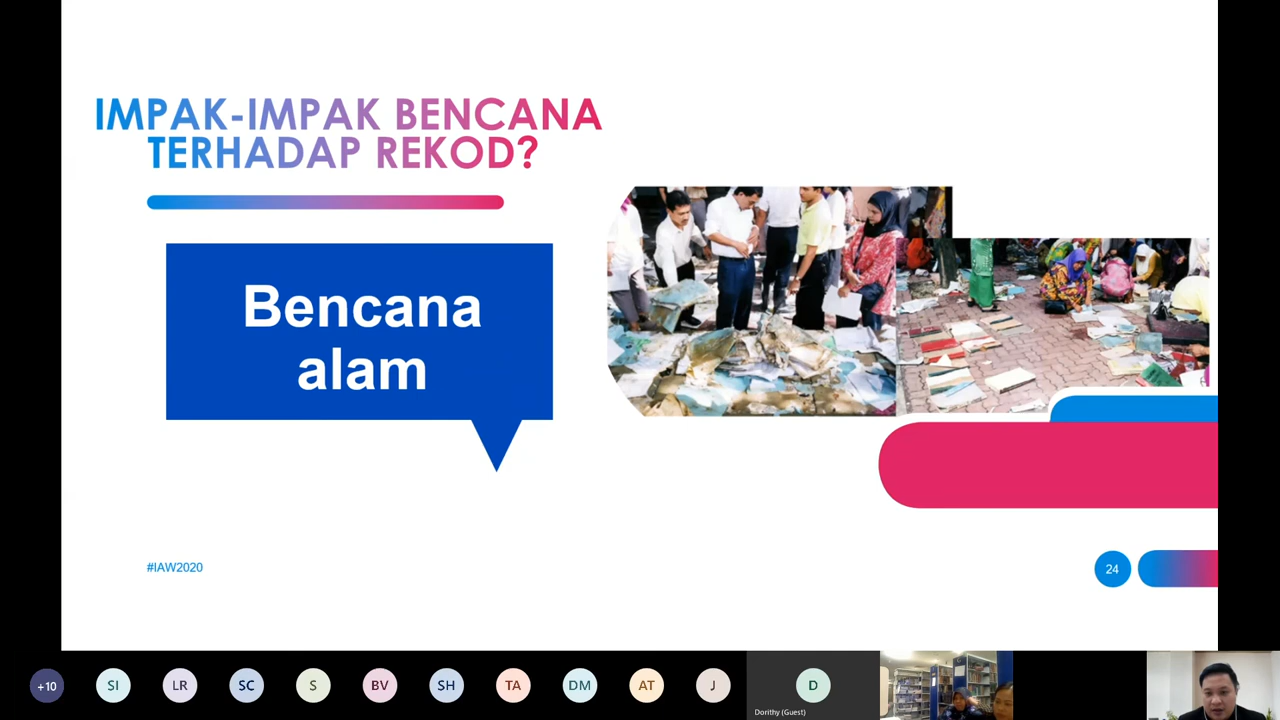 IMPAK-IMPAK BENCANA
TERHADAP REKOD?
Bencana
alam
#IAW2020
24
+10
SI
LR
SC
S
BV
SH
TA
DM
AT
J
D
Dorithy (Guest)